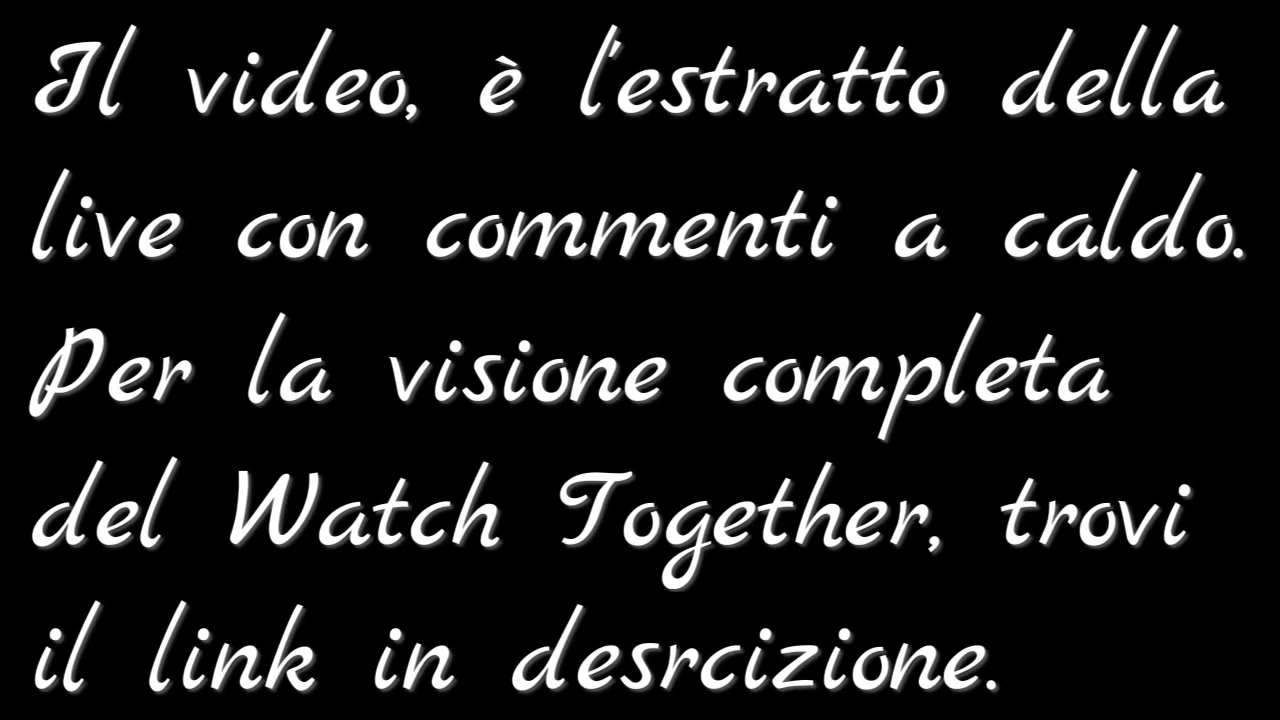 Il video, è l'estratto della
live con commenti a caldo.
Per la visione completa
del Watch Together, trovi
il link in desrcizione.